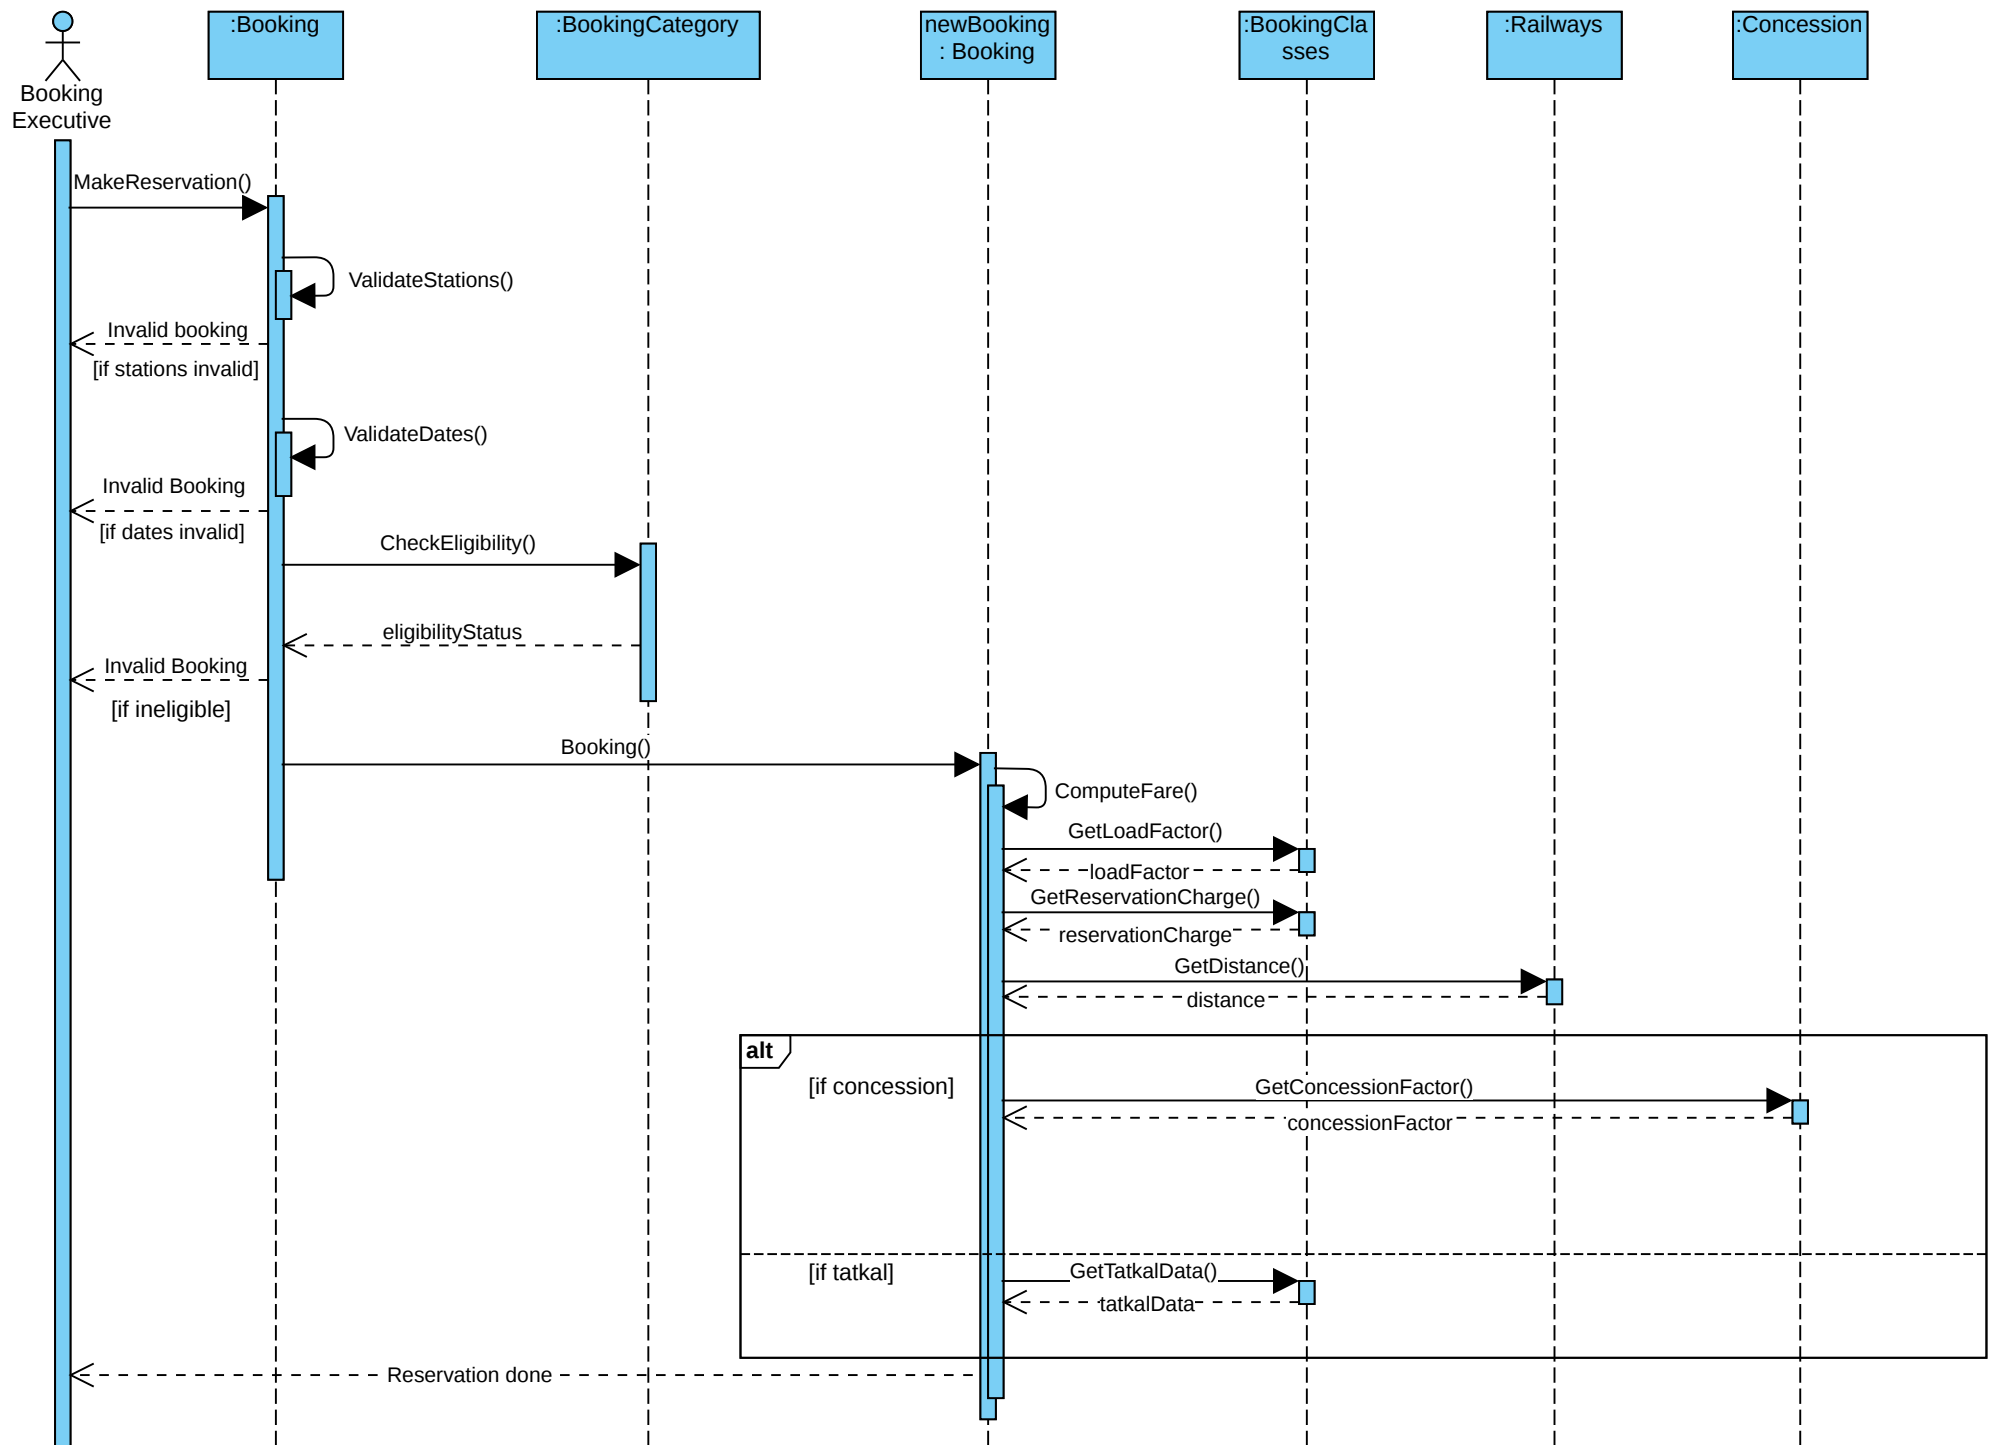 :Booking
:BookingCategory
newBooking
: Booking
:BookingCla
sses
:Railways
:Concession
Booking
Executive
MakeReservation()
ValidateStations()
Invalid booking
[if stations invalid]
ValidateDates()
Invalid Booking
[if dates invalid]
CheckEligibility()
eligibilityStatus
Invalid Booking
[if ineligible]
Booking()
ComputeFare()
GetLoadFactor()
loadFactor
GetReservationCharge()
reservationCharge
GetDistance()
distance
alt
[if concession]
GetConcessionFactor()
concessionFactor
[if tatkal]
GetTatkalData()
tatkalData
Reservation done